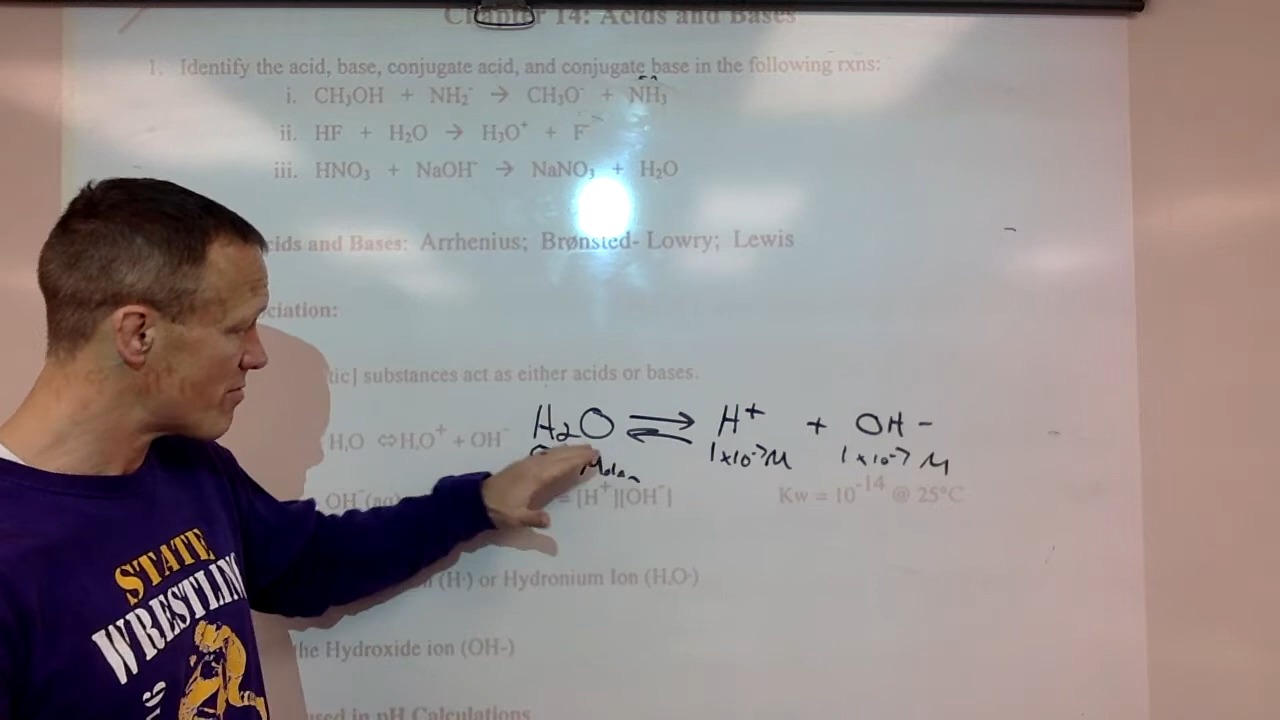 Chapter 14: Acids and Bases
1. Identify the acid, base, conjugate acid, and conjugate base in the following rxns:
i. CH₃OH + NH₂⁻ → CH₃O⁻ + NH₃
ii. HF + H₂O → H₃O⁺ + F⁻
iii. HNO₃ + NaOH → NaNO₃ + H₂O
cids and Bases: Arrhenius; Brønsted- Lowry; Lewis
ciation:
tic] substances act as either acids or bases.
H₂O ⇌ H⁺ + OH -
H₂O ⇔ H₃O⁺ + OH⁻
Molar 1x10⁻⁷ M 1x10⁻⁷ M
OH⁻(aq) = [H⁺][OH⁻] Kw = 10⁻¹⁴ @ 25°C
(H⁺) or Hydronium Ion (H₃O⁺)
the Hydroxide ion (OH-)
used in pH Calculations
STATE
WRESTLING